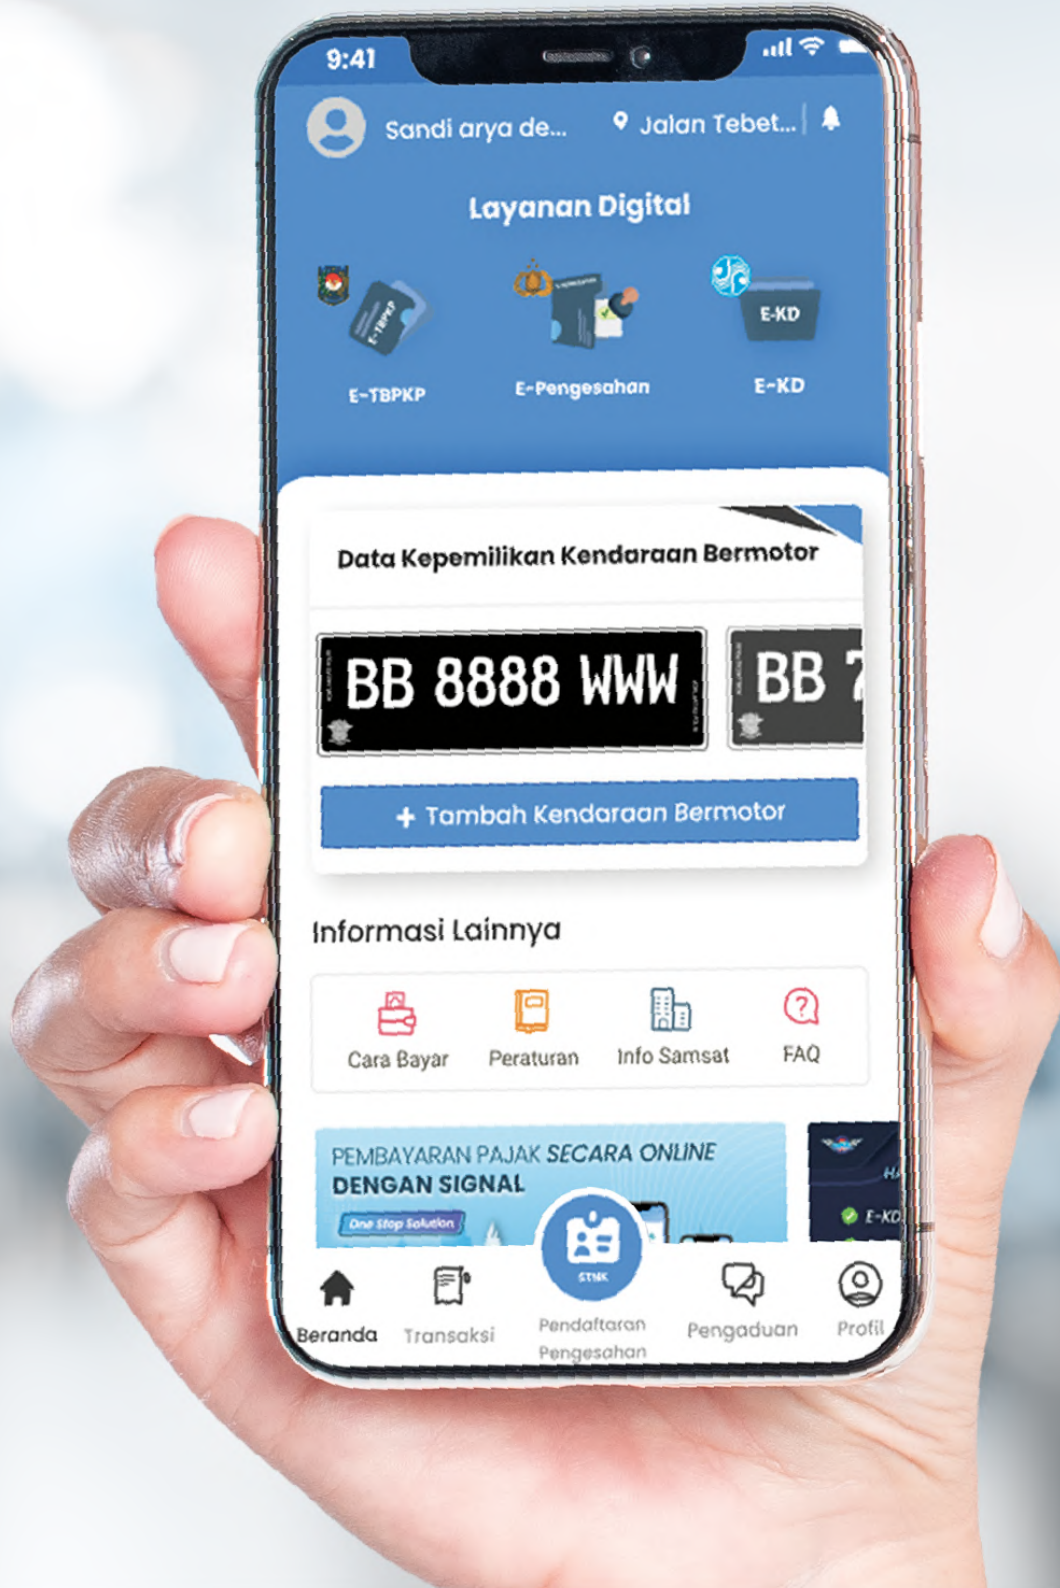 9:41
Sandi arya de...
Jalan Tebet...
Layanan Digital
E-TBPKP
E-KD
E-TBPKP
E-Pengesahan
E-KD
Data Kepemilikan Kendaraan Bermotor
BB 8888 WWW
BB 7
+ Tambah Kendaraan Bermotor
Informasi Lainnya
Cara Bayar
Peraturan
Info Samsat
FAQ
PEMBAYARAN PAJAK SECARA ONLINE
DENGAN SIGNAL
One Stop Solution
E-KD
STNK
Beranda
Transaksi
Pendaftaran
Pengesahan
Pengaduan
Profil